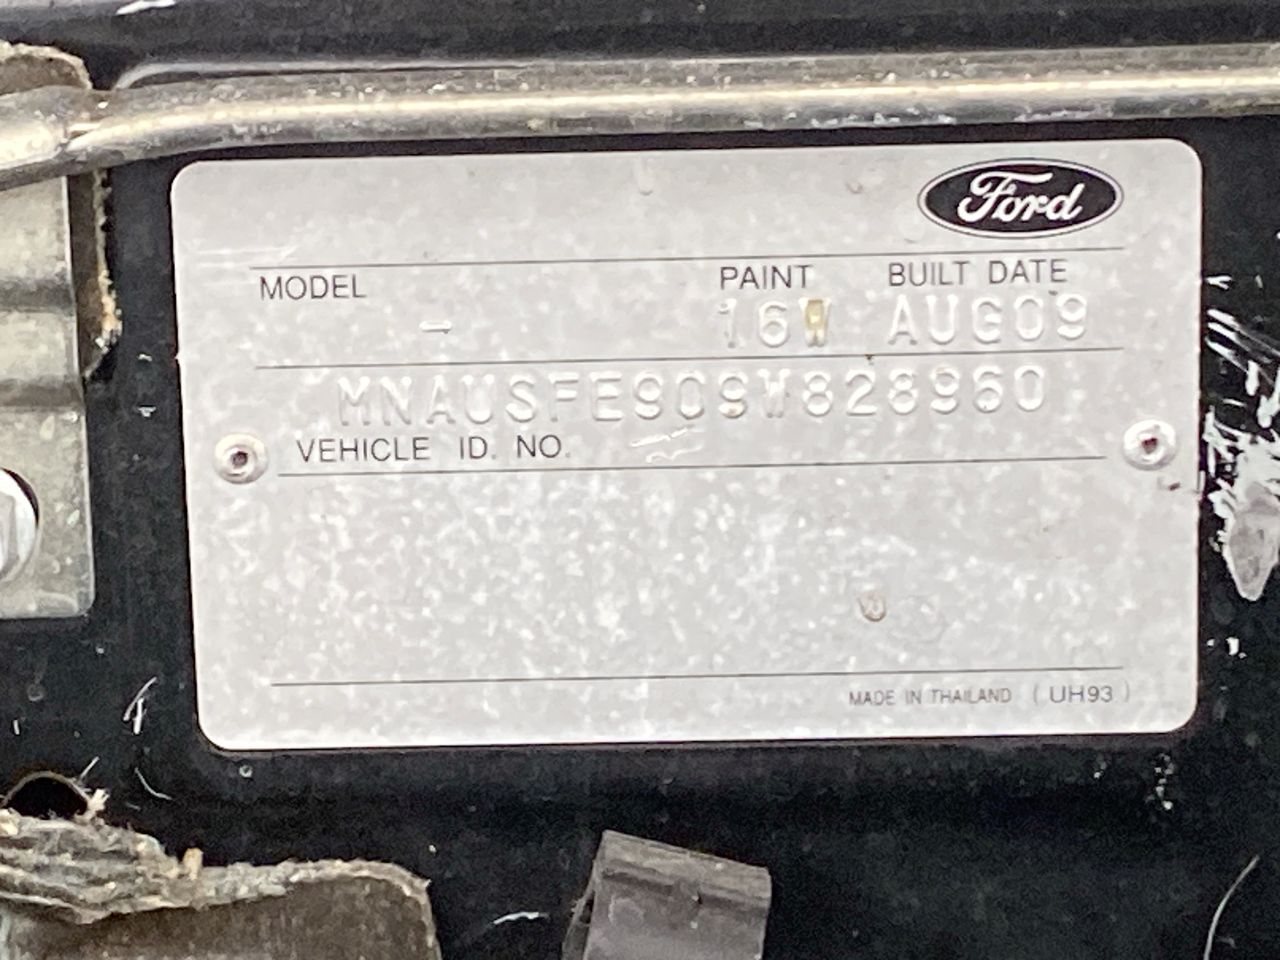 Ford
MODEL PAINT BUILT DATE
- 16W AUG09
MNAUSFE909W828960
VEHICLE ID. NO.
MADE IN THAILAND (UH93)